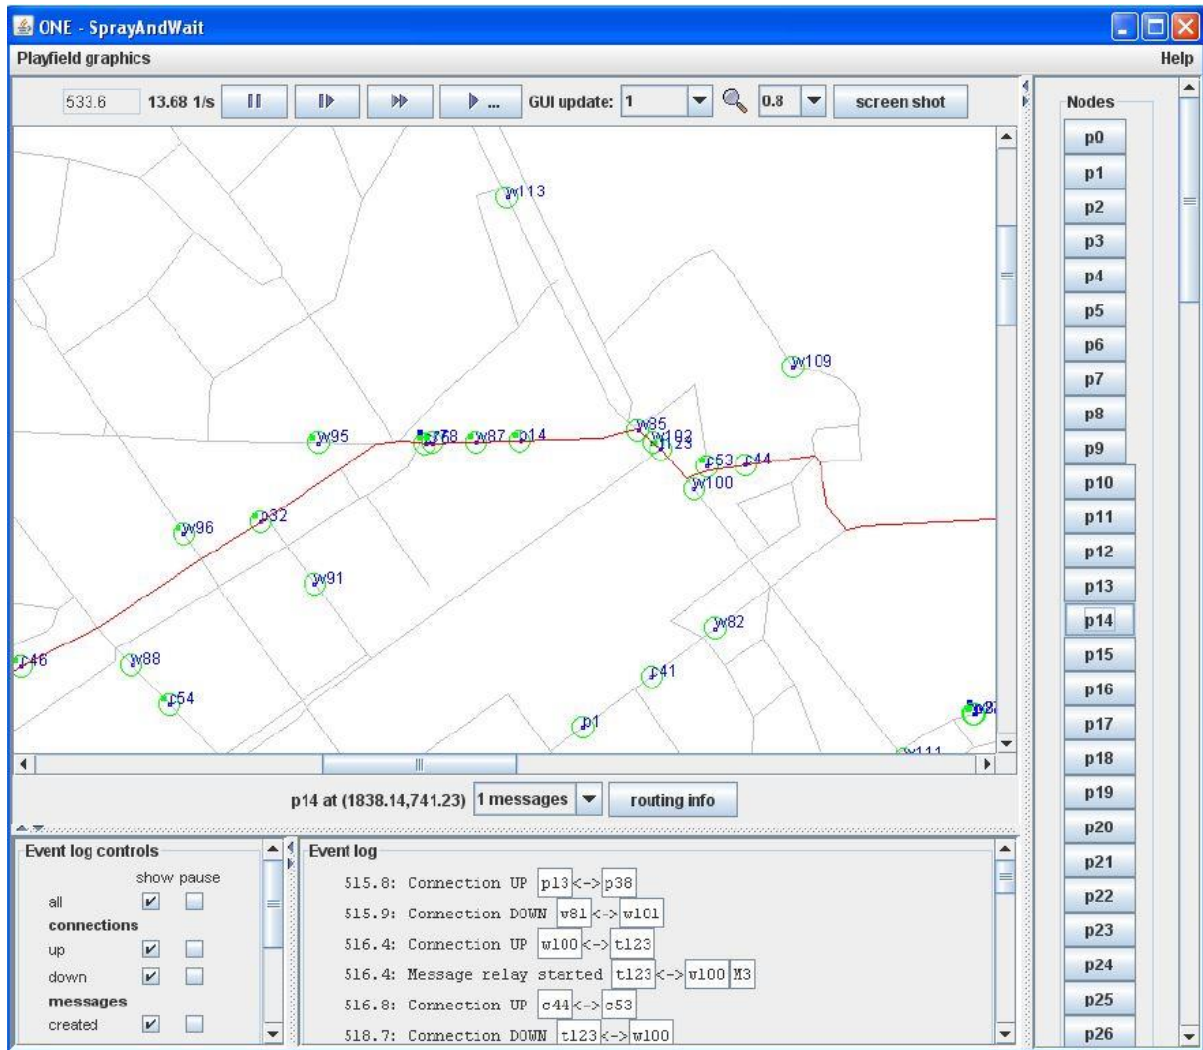 ONE - SprayAndWait
Playfield graphics Help
533.6 13.68 1/s ... GUI update: 1 0.8 screen shot
Nodes
p0
p1
p2
p3
p4
p5
p6
p7
p8
p9
p10
p11
p12
p13
p14
p15
p16
p17
p18
p19
p20
p21
p22
p23
p24
p25
p26
w113
w109
w95
w87
p14
w85
c53
c44
w100
w96
p32
w91
w82
c46
w88
c54
c41
p1
w111
p14 at (1838.14,741.23) 1 messages routing info
Event log controls
show pause
all
connections
up
down
messages
created
Event log
515.8: Connection UP p13<->p38
515.9: Connection DOWN w81<->w101
516.4: Connection UP w100<->t123
516.4: Message relay started t123<->w100 M3
516.8: Connection UP c44<->c53
518.7: Connection DOWN t123<->w100